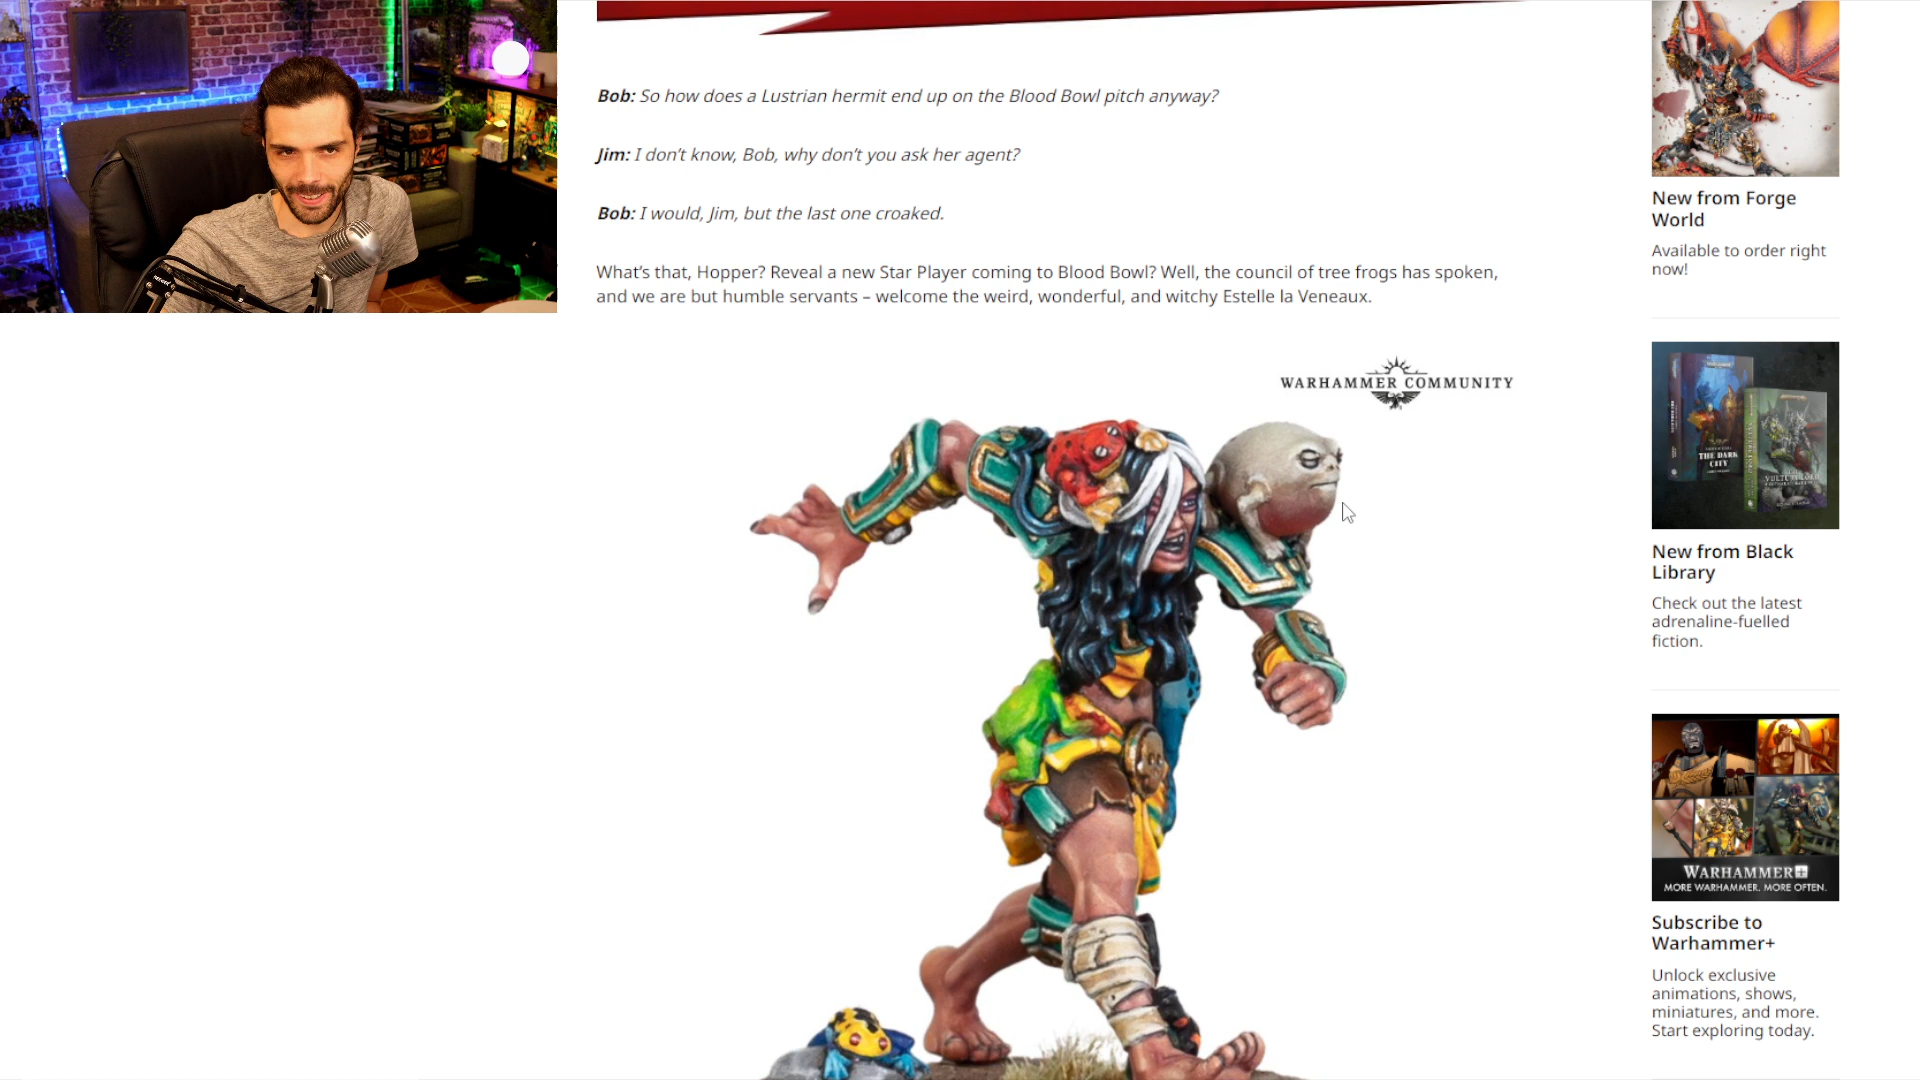 Bob: So how does a Lustrian hermit end up on the Blood Bowl pitch anyway?
Jim: I don't know, Bob, why don't you ask her agent?
Bob: I would, Jim, but the last one croaked.
What's that, Hopper? Reveal a new Star Player coming to Blood Bowl? Well, the council of tree frogs has spoken,
and we are but humble servants – welcome the weird, wonderful, and witchy Estelle la Veneaux.
WARHAMMER COMMUNITY
New from Forge
World
Available to order right
now!
THE DARK
CITY
New from Black
Library
Check out the latest
adrenaline-fuelled
fiction.
WARHAMMER+
MORE WARHAMMER. MORE OFTEN.
Subscribe to
Warhammer+
Unlock exclusive
animations, shows,
miniatures, and more.
Start exploring today.